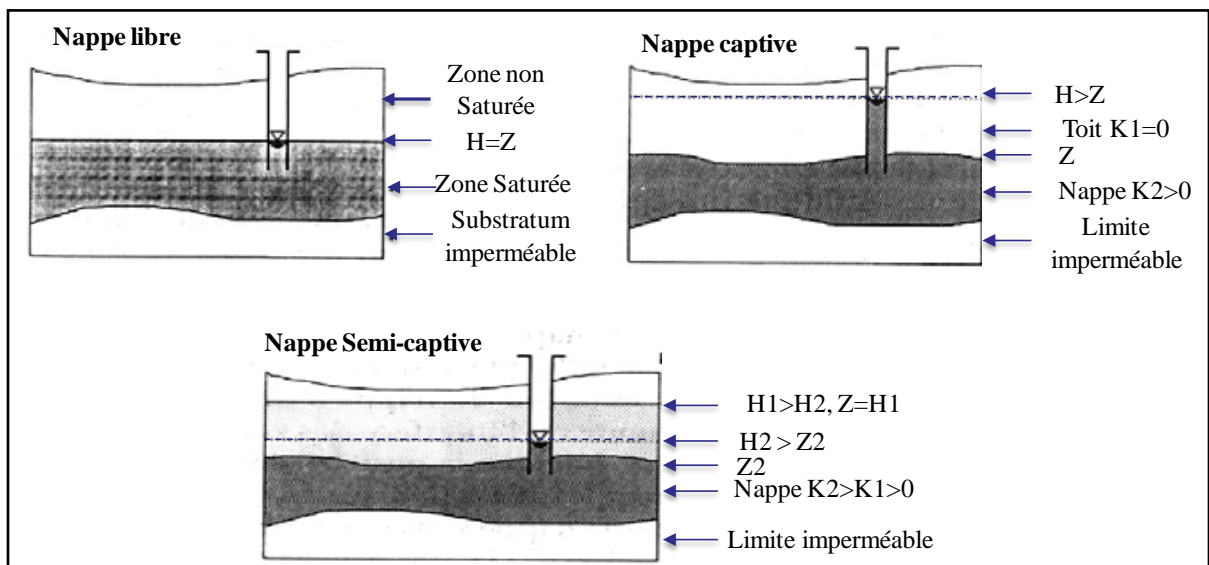 Nappe libre
Zone non
Saturée
H=Z
Zone Saturée
Substratum
imperméable
Nappe captive
H>Z
Toit K1=0
Z
Nappe K2>0
Limite
imperméable
Nappe Semi-captive
H1>H2, Z=H1
H2 > Z2
Z2
Nappe K2>K1>0
Limite imperméable